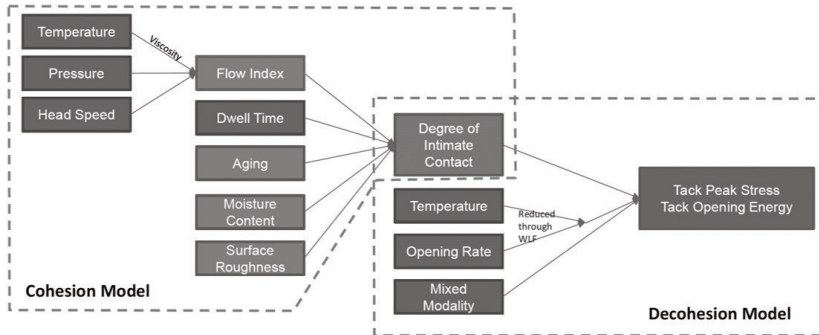 Temperature
Viscosity
Pressure
Head Speed
Flow Index
Dwell Time
Aging
Moisture
Content
Surface
Roughness
Cohesion Model
Degree of
Intimate
Contact
Temperature
Reduced
through
WLF
Opening Rate
Mixed
Modality
Tack Peak Stress
Tack Opening Energy
Decohesion Model